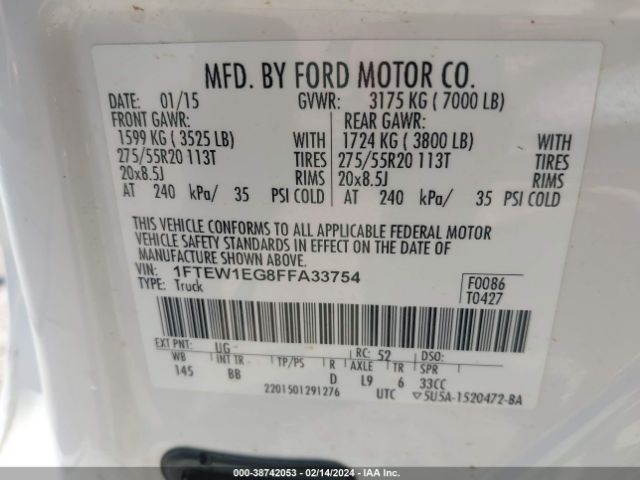 MFD. BY FORD MOTOR CO.
DATE: 01/15 GVWR: 3175 KG ( 7000 LB)
FRONT GAWR: REAR GAWR:
1599 KG ( 3525 LB) WITH 1724 KG ( 3800 LB) WITH
275/55R20 113T TIRES 275/55R20 113T TIRES
20x8.5J RIMS 20x8.5J RIMS
AT 240 kPa/ 35 PSI COLD AT 240 kPa/ 35 PSI COLD
THIS VEHICLE CONFORMS TO ALL APPLICABLE FEDERAL MOTOR
VEHICLE SAFETY STANDARDS IN EFFECT ON THE DATE OF
MANUFACTURE SHOWN ABOVE.
VIN: 1FTEW1EG8FFA33754 F0086
TYPE: Truck T0427
EXT PNT: UG RC: 52 DSO:
WB INT TR TP/PS R AXLE TR SPR
145 BB D L9 6 33CC
2201501291276 UTC ▽5U5A-1520472-BA
000-38742053 - 02/14/2024 - IAA Inc.